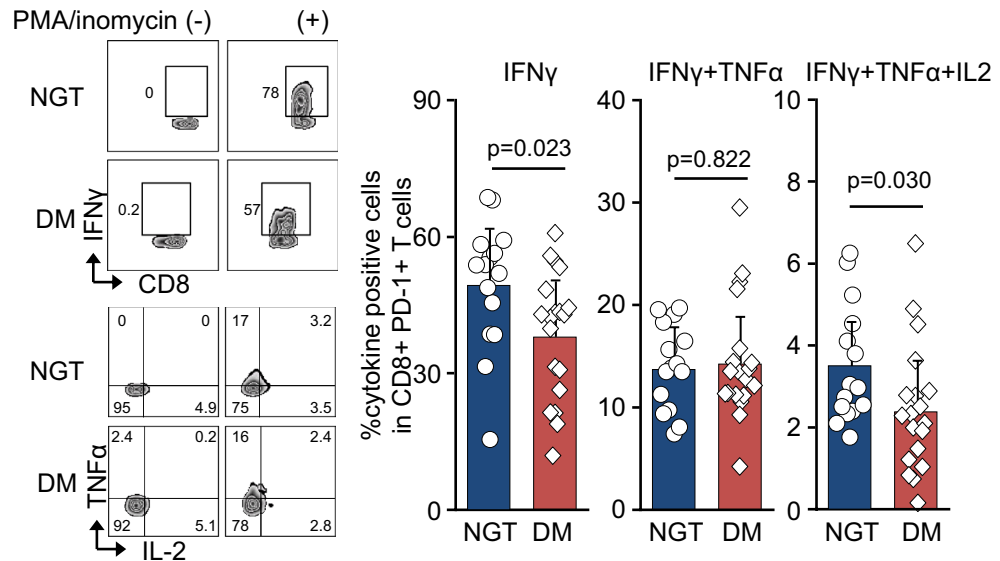 PMA/inomycin (-) (+)
NGT
0
78
DM
0.2
57
IFNγ
CD8
NGT
0 0
95 4.9
17 3.2
75 3.5
DM
2.4 0.2
92 5.1
16 2.4
78 2.8
TNFα
IL-2
%cytokine positive cells
in CD8+ PD-1+ T cells
IFNγ
90
60
30
0
p=0.023
NGT DM
IFNγ+TNFα
40
30
20
10
0
p=0.822
NGT DM
IFNγ+TNFα+IL2
10
8
6
4
2
0
p=0.030
NGT DM